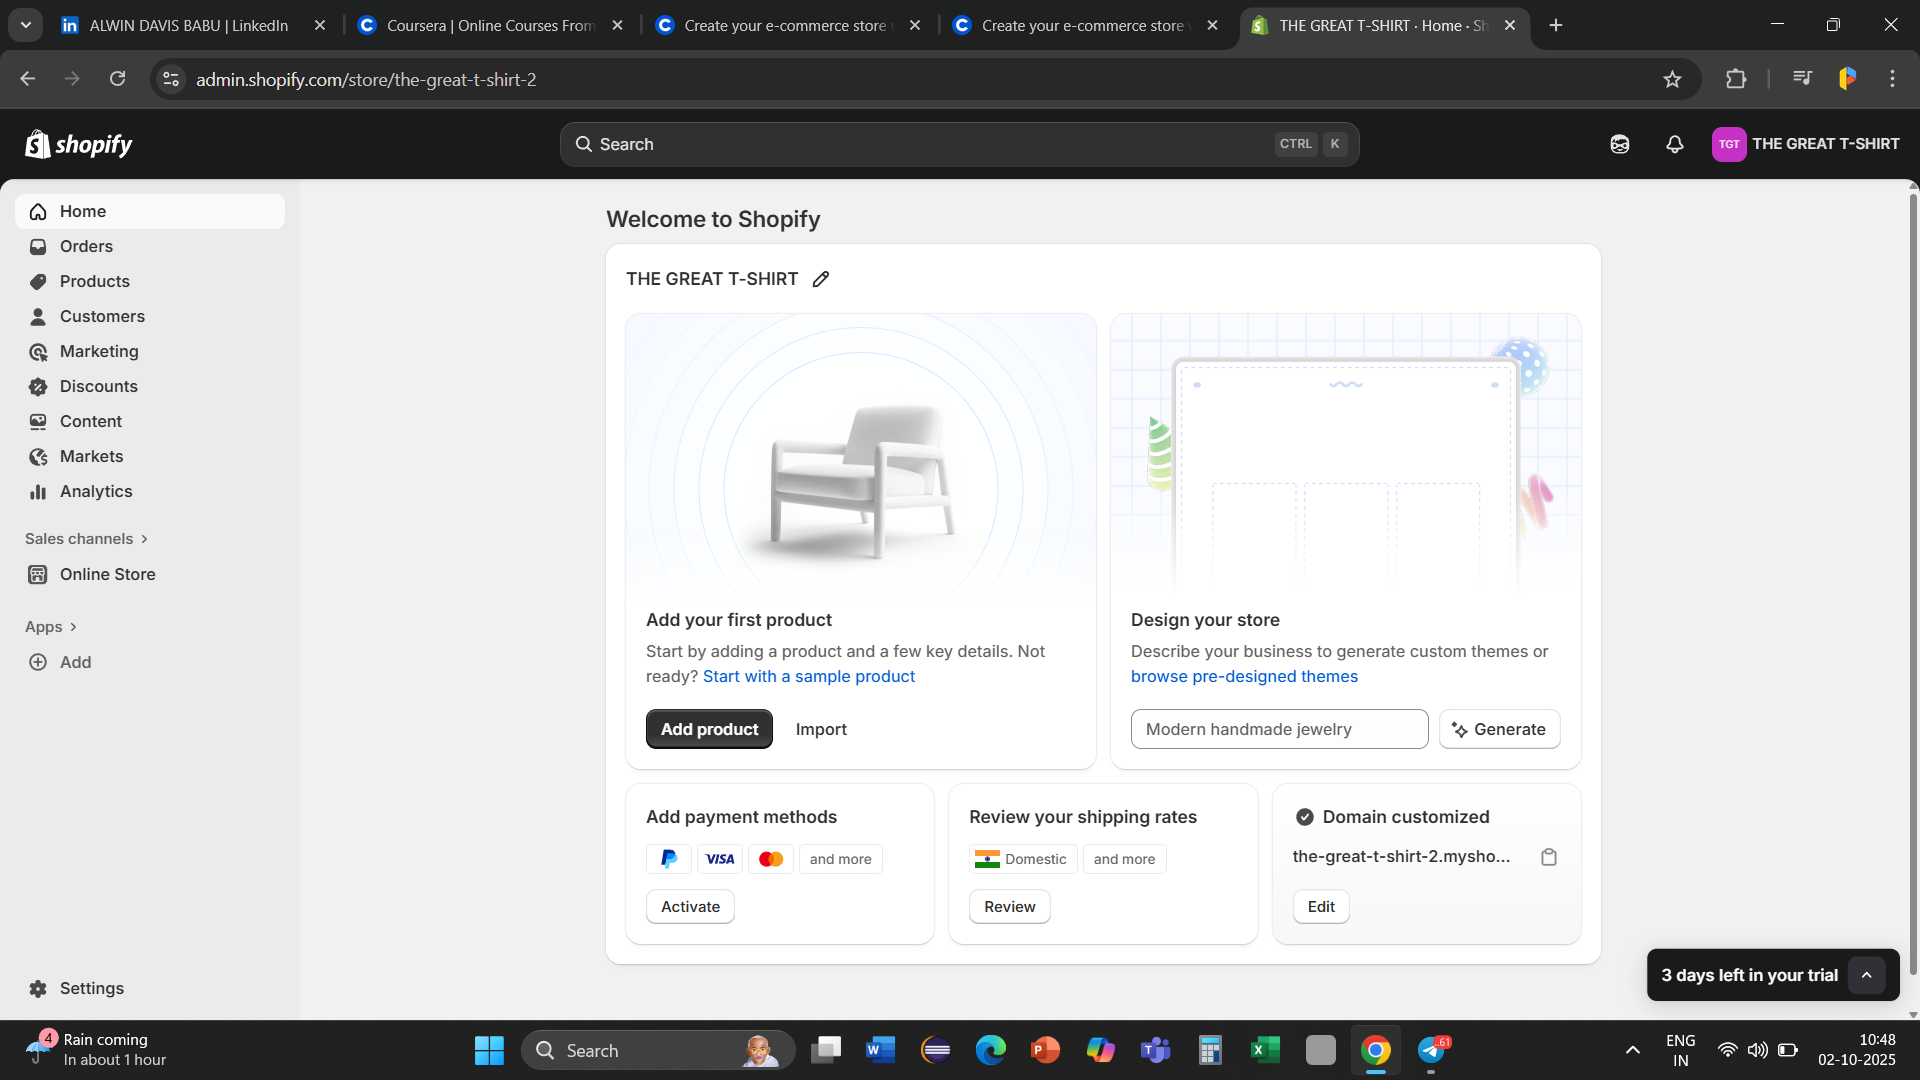 ALWIN DAVIS BABU | LinkedIn
Coursera | Online Courses From
Create your e-commerce store
Create your e-commerce store
THE GREAT T-SHIRT · Home · Sh
admin.shopify.com/store/the-great-t-shirt-2
shopify
Search
CTRL K
TGT
THE GREAT T-SHIRT
Home
Orders
Products
Customers
Marketing
Discounts
Content
Markets
Analytics
Sales channels
Online Store
Apps
Add
Settings
Welcome to Shopify
THE GREAT T-SHIRT
Add your first product
Start by adding a product and a few key details. Not
ready? Start with a sample product
Add product
Import
Design your store
Describe your business to generate custom themes or
browse pre-designed themes
Modern handmade jewelry
Generate
Add payment methods
VISA
and more
Activate
Review your shipping rates
Domestic
and more
Review
Domain customized
the-great-t-shirt-2.mysho...
Edit
3 days left in your trial
4
Rain coming
In about 1 hour
Search
61
ENG
IN
10:48
02-10-2025